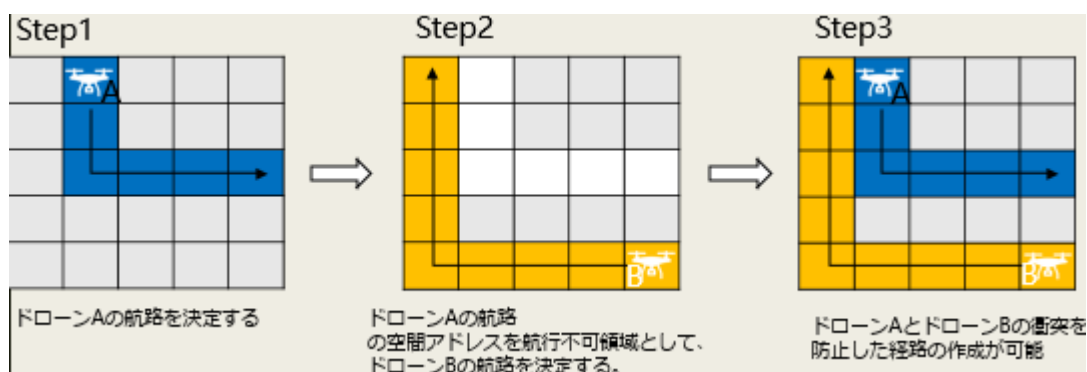 Step1
Step2
Step3
A
B
A
B
ドローンAの航路を決定する
ドローンAの航路
の空間アドレスを航行不可領域として、
ドローンBの航路を決定する。
ドローンAとドローンBの衝突を
防止した経路の作成が可能